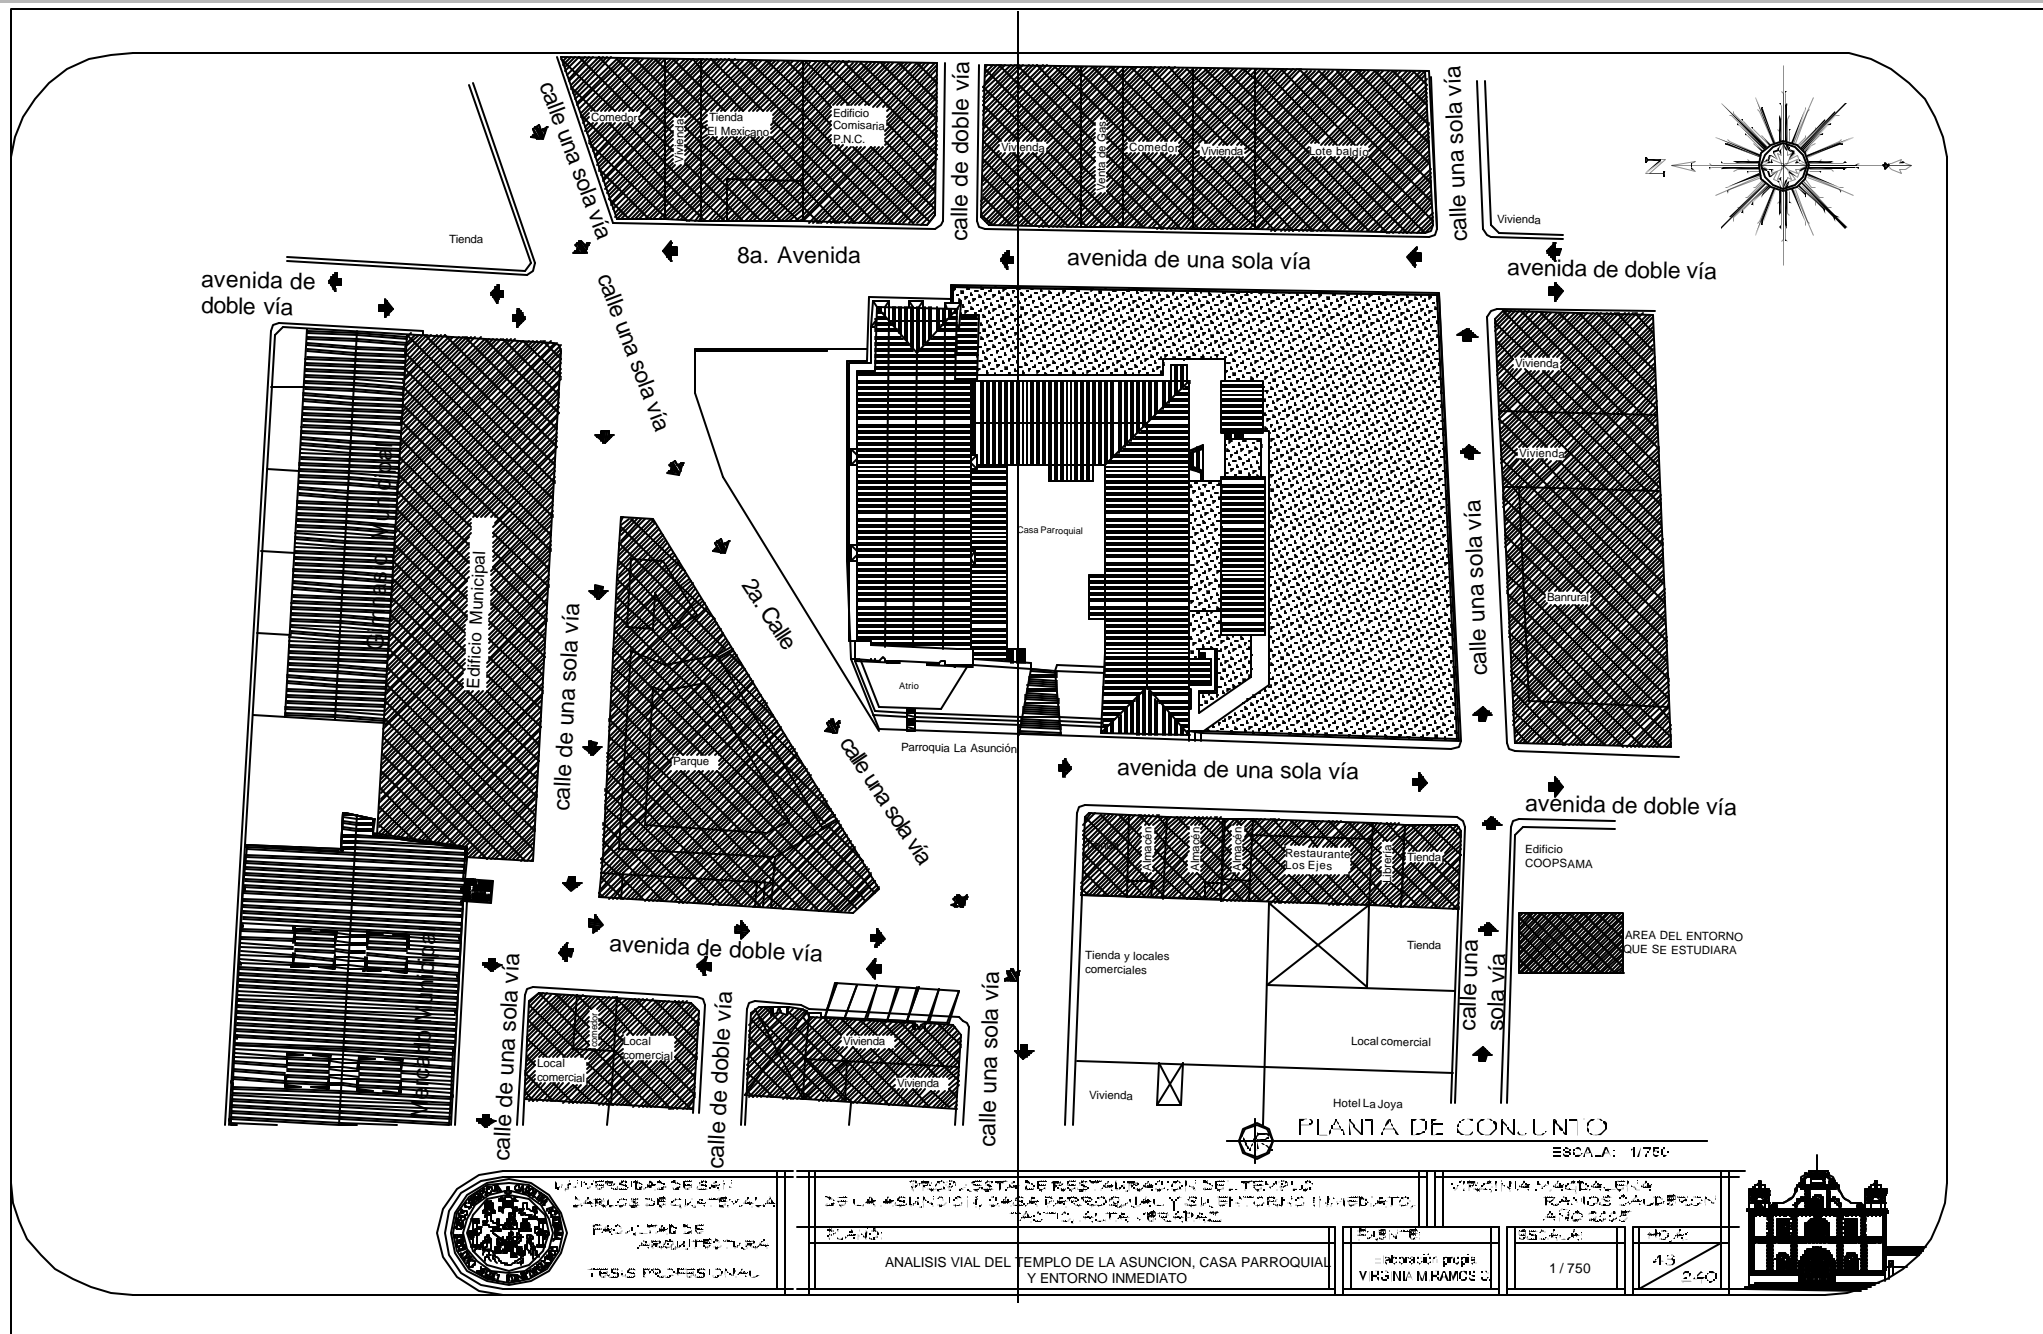 calle una sola vía
Comedor
Vivienda
Tienda
El Mexicano
Edificio
Comisaria
P.N.C.
calle de doble vía
Vivienda
Venta de Gas
Comedor
Vivienda
Lote baldío
calle una sola vía
N
Vivienda
Tienda
8a. Avenida
avenida de una sola vía
avenida de doble vía
avenida de
doble vía
calle una sola vía
Vivienda
Vivienda
Gimnasio Municipal
Edificio Municipal
Casa Parroquial
calle una sola vía
Banrural
2a. Calle
calle de una sola vía
Atrio
Parque
Parroquia La Asunción
calle una sola vía
avenida de una sola vía
avenida de doble vía
Almacén
Almacén
Almacén
Restaurante
Los Ejes
Librería
Tienda
Edificio
COOPSAMA
AREA DEL ENTORNO
QUE SE ESTUDIARA
avenida de doble vía
Tienda y locales
comerciales
Tienda
calle una
sola vía
Mercado Municipal
calle de una sola vía
comedor
Local
comercial
Local
comercial
calle de doble vía
Vivienda
Vivienda
calle una sola vía
Local comercial
Vivienda
Hotel La Joya
VR
PLANTA DE CONJUNTO
ESCALA: 1/750
UNIVERSIDAD DE SAN
CARLOS DE GUATEMALA
FACULTAD DE
ARQUITECTURA
TESIS PROFESIONAL
PROPUESTA DE RESTAURACION DEL TEMPLO
DE LA ASUNCION, CASA PARROQUIAL Y SU ENTORNO INMEDIATO,
TACTIC, ALTA VERAPAZ
VIRGINIA MAGDALENA
RAMOS CALDERON
PLANO:
ANALISIS VIAL DEL TEMPLO DE LA ASUNCION, CASA PARROQUIAL
Y ENTORNO INMEDIATO
FUENTE:
Elaboración propia
VIRGINIA M RAMOS C.
ESCALA:
1 / 750
HOJA:
43
240